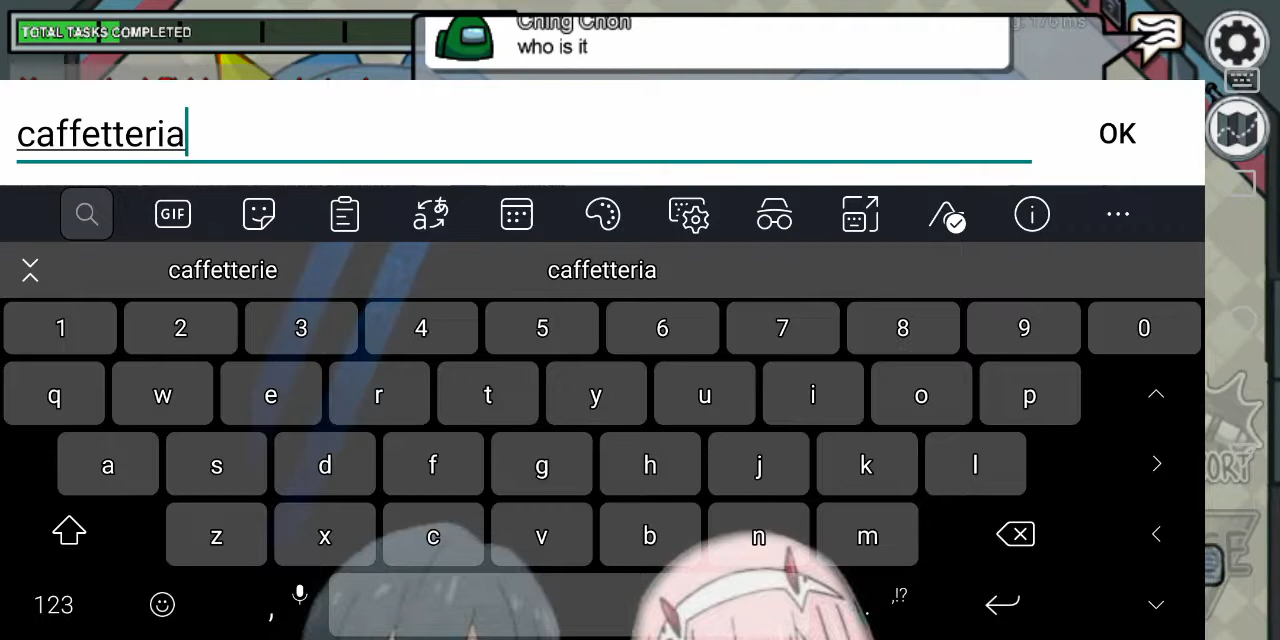 TOTAL TASKS COMPLETED
Ching Chon
who is it
caffetteria
OK
GIF
caffetterie caffetteria
1 2 3 4 5 6 7 8 9 0
q w e r t y u i o p
a s d f g h j k l
z x c v b n m
123 , . ,!?